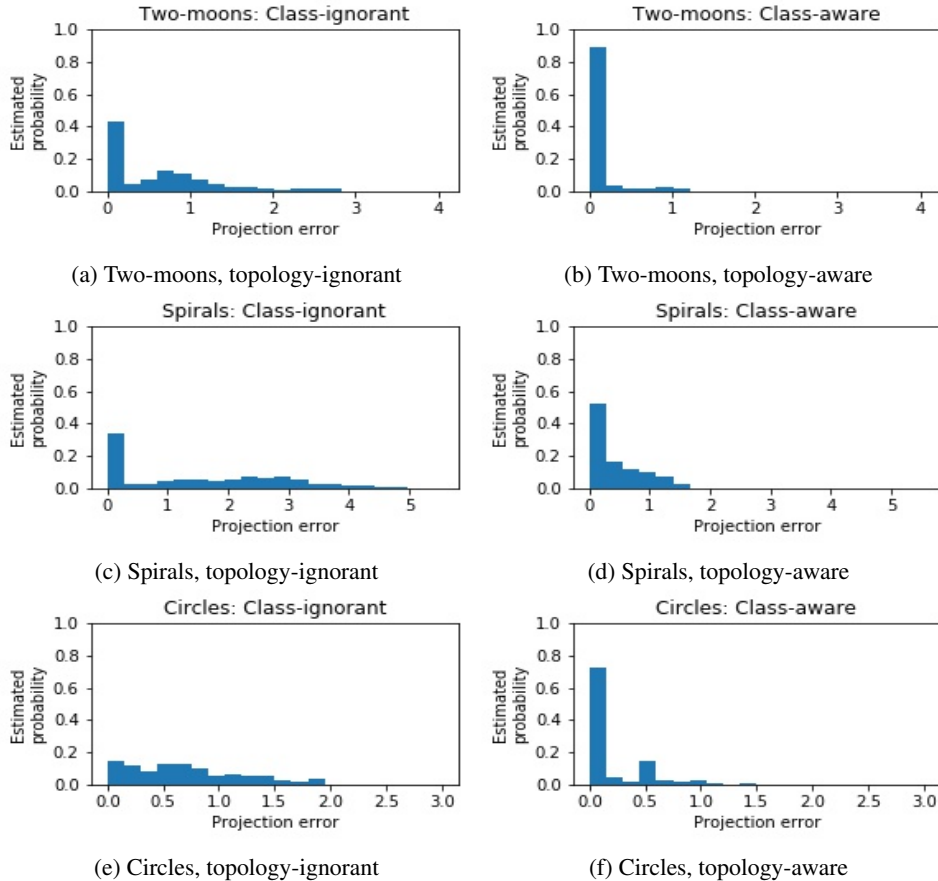 Two-moons: Class-ignorant
Estimated
probability
1.0
0.8
0.6
0.4
0.2
0.0
0 1 2 3 4
Projection error
(a) Two-moons, topology-ignorant
Two-moons: Class-aware
Estimated
probability
1.0
0.8
0.6
0.4
0.2
0.0
0 1 2 3 4
Projection error
(b) Two-moons, topology-aware
Spirals: Class-ignorant
Estimated
probability
1.0
0.8
0.6
0.4
0.2
0.0
0 1 2 3 4 5
Projection error
(c) Spirals, topology-ignorant
Spirals: Class-aware
Estimated
probability
1.0
0.8
0.6
0.4
0.2
0.0
0 1 2 3 4 5
Projection error
(d) Spirals, topology-aware
Circles: Class-ignorant
Estimated
probability
1.0
0.8
0.6
0.4
0.2
0.0
0.0 0.5 1.0 1.5 2.0 2.5 3.0
Projection error
(e) Circles, topology-ignorant
Circles: Class-aware
Estimated
probability
1.0
0.8
0.6
0.4
0.2
0.0
0.0 0.5 1.0 1.5 2.0 2.5 3.0
Projection error
(f) Circles, topology-aware